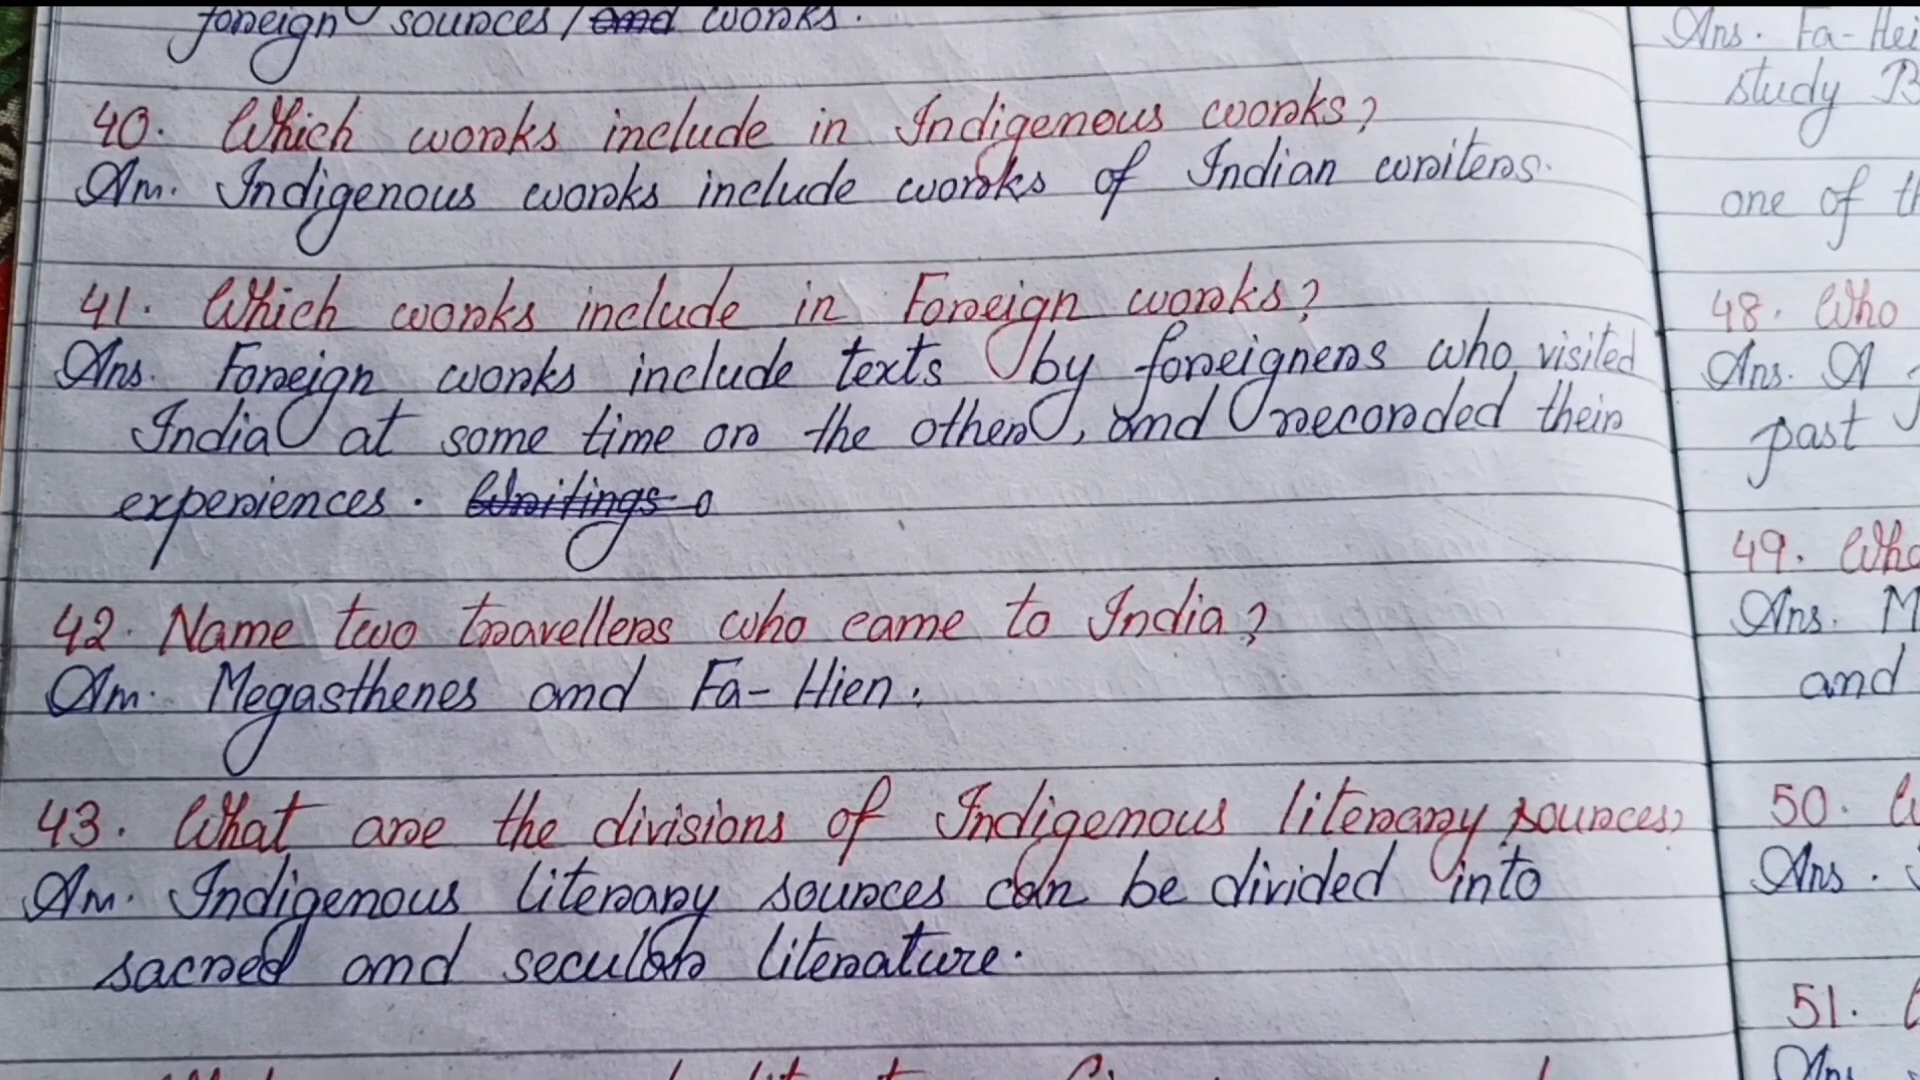 foreign sources/ and works.
40. Which works include in Indigenous works?
Ans. Indigenous works include works of Indian writers.
41. Which works include in Foreign works?
Ans. Foreign works include texts by foreigners who visited
India at some time or the other, and recorded their
experiences. Writings o
42. Name two travellers who came to India?
Ans. Megasthenes and Fa-Hien.
43. What are the divisions of Indigenous literary sources?
Ans. Indigenous literary sources can be divided into
sacred and secular literature.
Ans. Fa-Hei
study B
one of th
48. Who
Ans. A
past
49. Who
Ans. M
and
50.
Ans.
51.
Ans